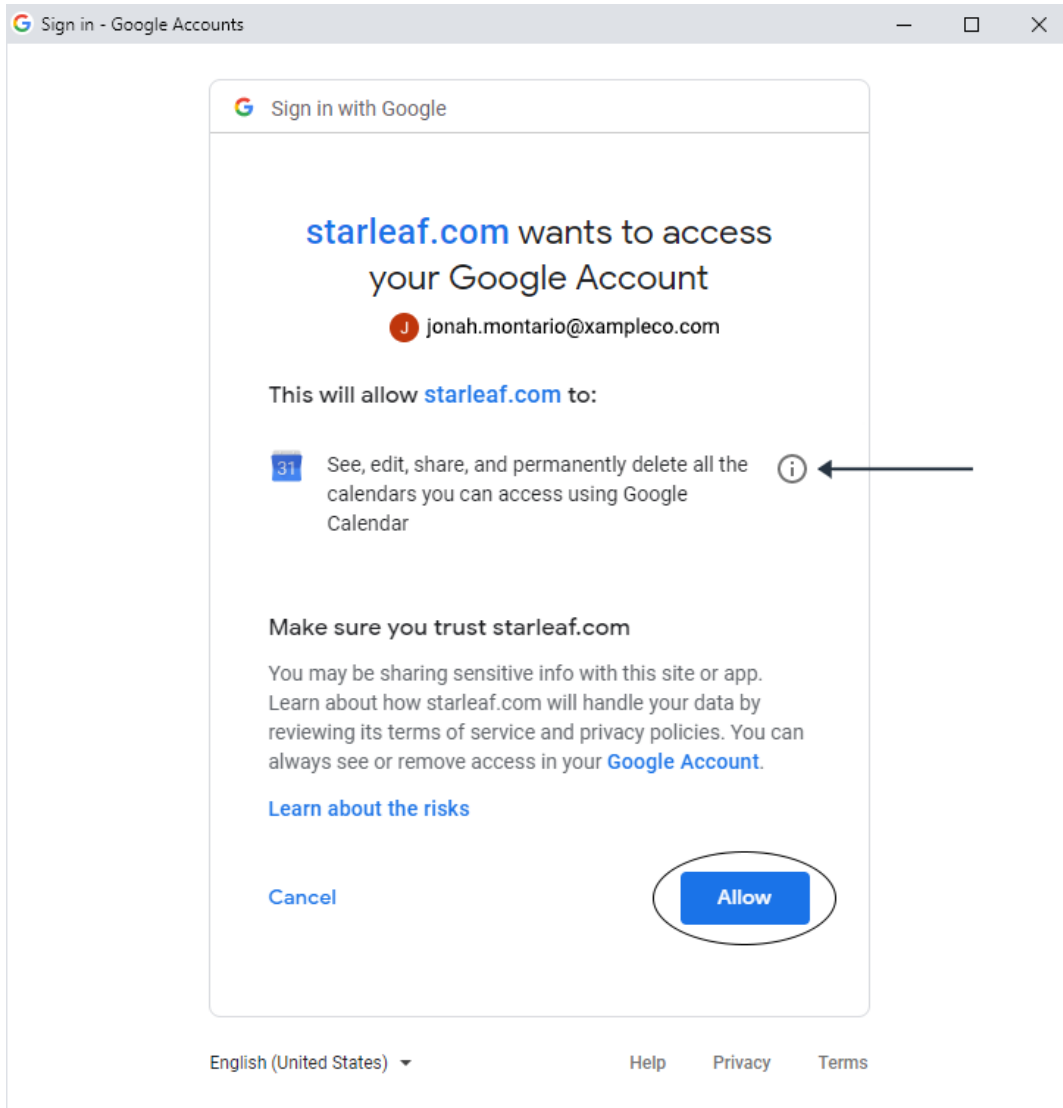 Sign in - Google Accounts
Sign in with Google
starleaf.com wants to access
your Google Account
J jonah.montario@xampleco.com
This will allow starleaf.com to:
31 See, edit, share, and permanently delete all the
calendars you can access using Google
Calendar
Make sure you trust starleaf.com
You may be sharing sensitive info with this site or app.
Learn about how starleaf.com will handle your data by
reviewing its terms of service and privacy policies. You can
always see or remove access in your Google Account.
Learn about the risks
Cancel Allow
English (United States) Help Privacy Terms